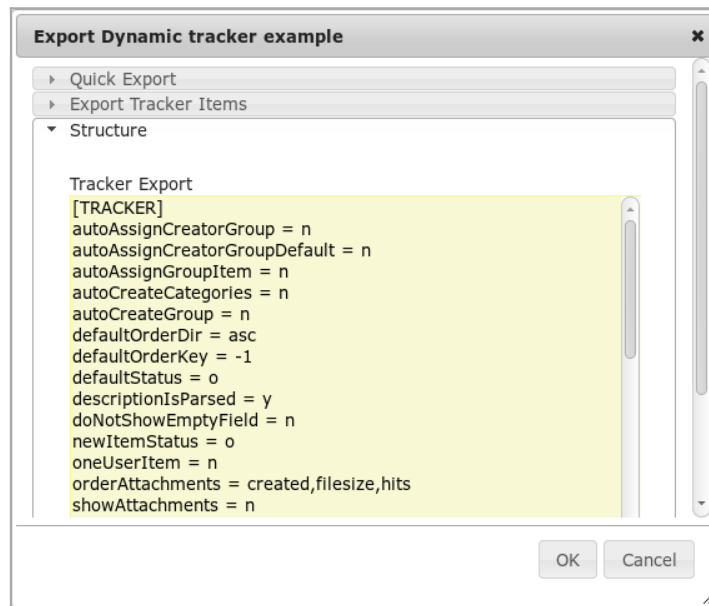 Export Dynamic tracker example
Quick Export
Export Tracker Items
Structure
Tracker Export
[TRACKER]
autoAssignCreatorGroup = n
autoAssignCreatorGroupDefault = n
autoAssignGroupItem = n
autoCreateCategories = n
autoCreateGroup = n
defaultOrderDir = asc
defaultOrderKey = -1
defaultStatus = o
descriptionIsParsed = y
doNotShowEmptyField = n
newItemStatus = o
oneUserItem = n
orderAttachments = created,filesize,hits
showAttachments = n
OK
Cancel